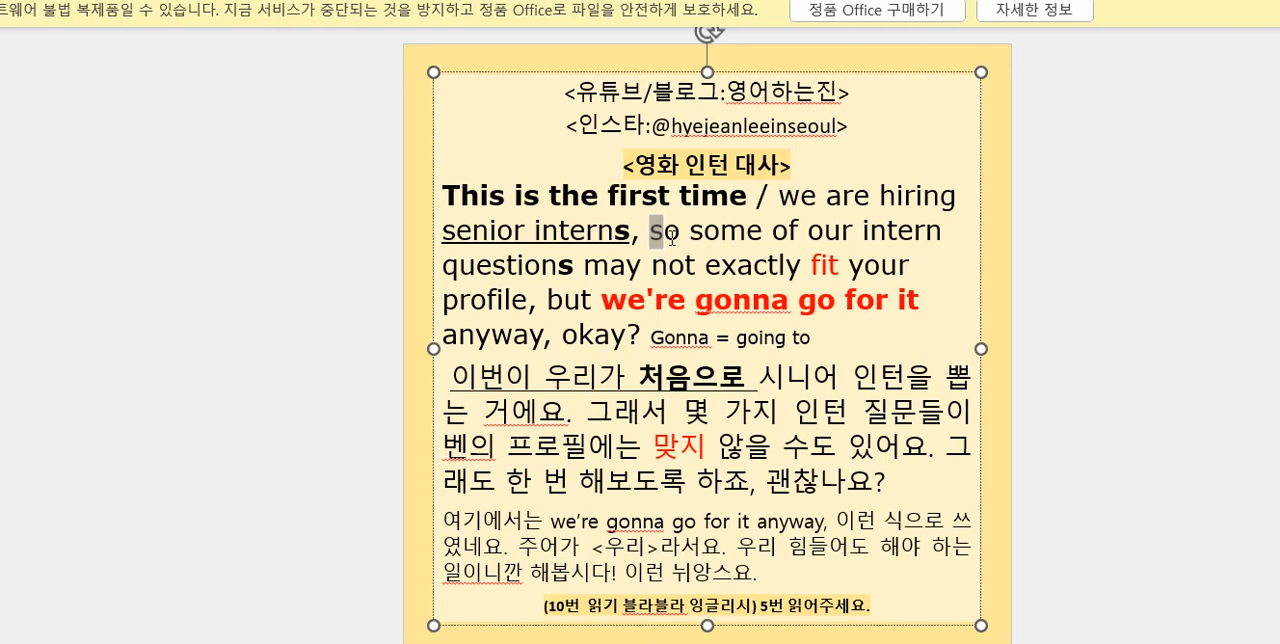 트웨어 불법 복제품일 수 있습니다. 지금 서비스가 중단되는 것을 방지하고 정품 Office로 파일을 안전하게 보호하세요. 정품 Office 구매하기 자세한 정보
<유튜브/블로그:영어하는진>
<인스타:@hyejeanleeinseoul>
<영화 인턴 대사>
This is the first time / we are hiring
senior interns, so some of our intern
questions may not exactly fit your
profile, but we're gonna go for it
anyway, okay? Gonna = going to
이번이 우리가 처음으로 시니어 인턴을 뽑
는 거에요. 그래서 몇 가지 인턴 질문들이
벤의 프로필에는 맞지 않을 수도 있어요. 그
래도 한 번 해보도록 하죠, 괜찮나요?
여기에서는 we're gonna go for it anyway, 이런 식으로 쓰
였네요. 주어가 <우리>라서요. 우리 힘들어도 해야 하는
일이니깐 해봅시다! 이런 뉘앙스요.
(10번 읽기 블라블라 잉글리시) 5번 읽어주세요.